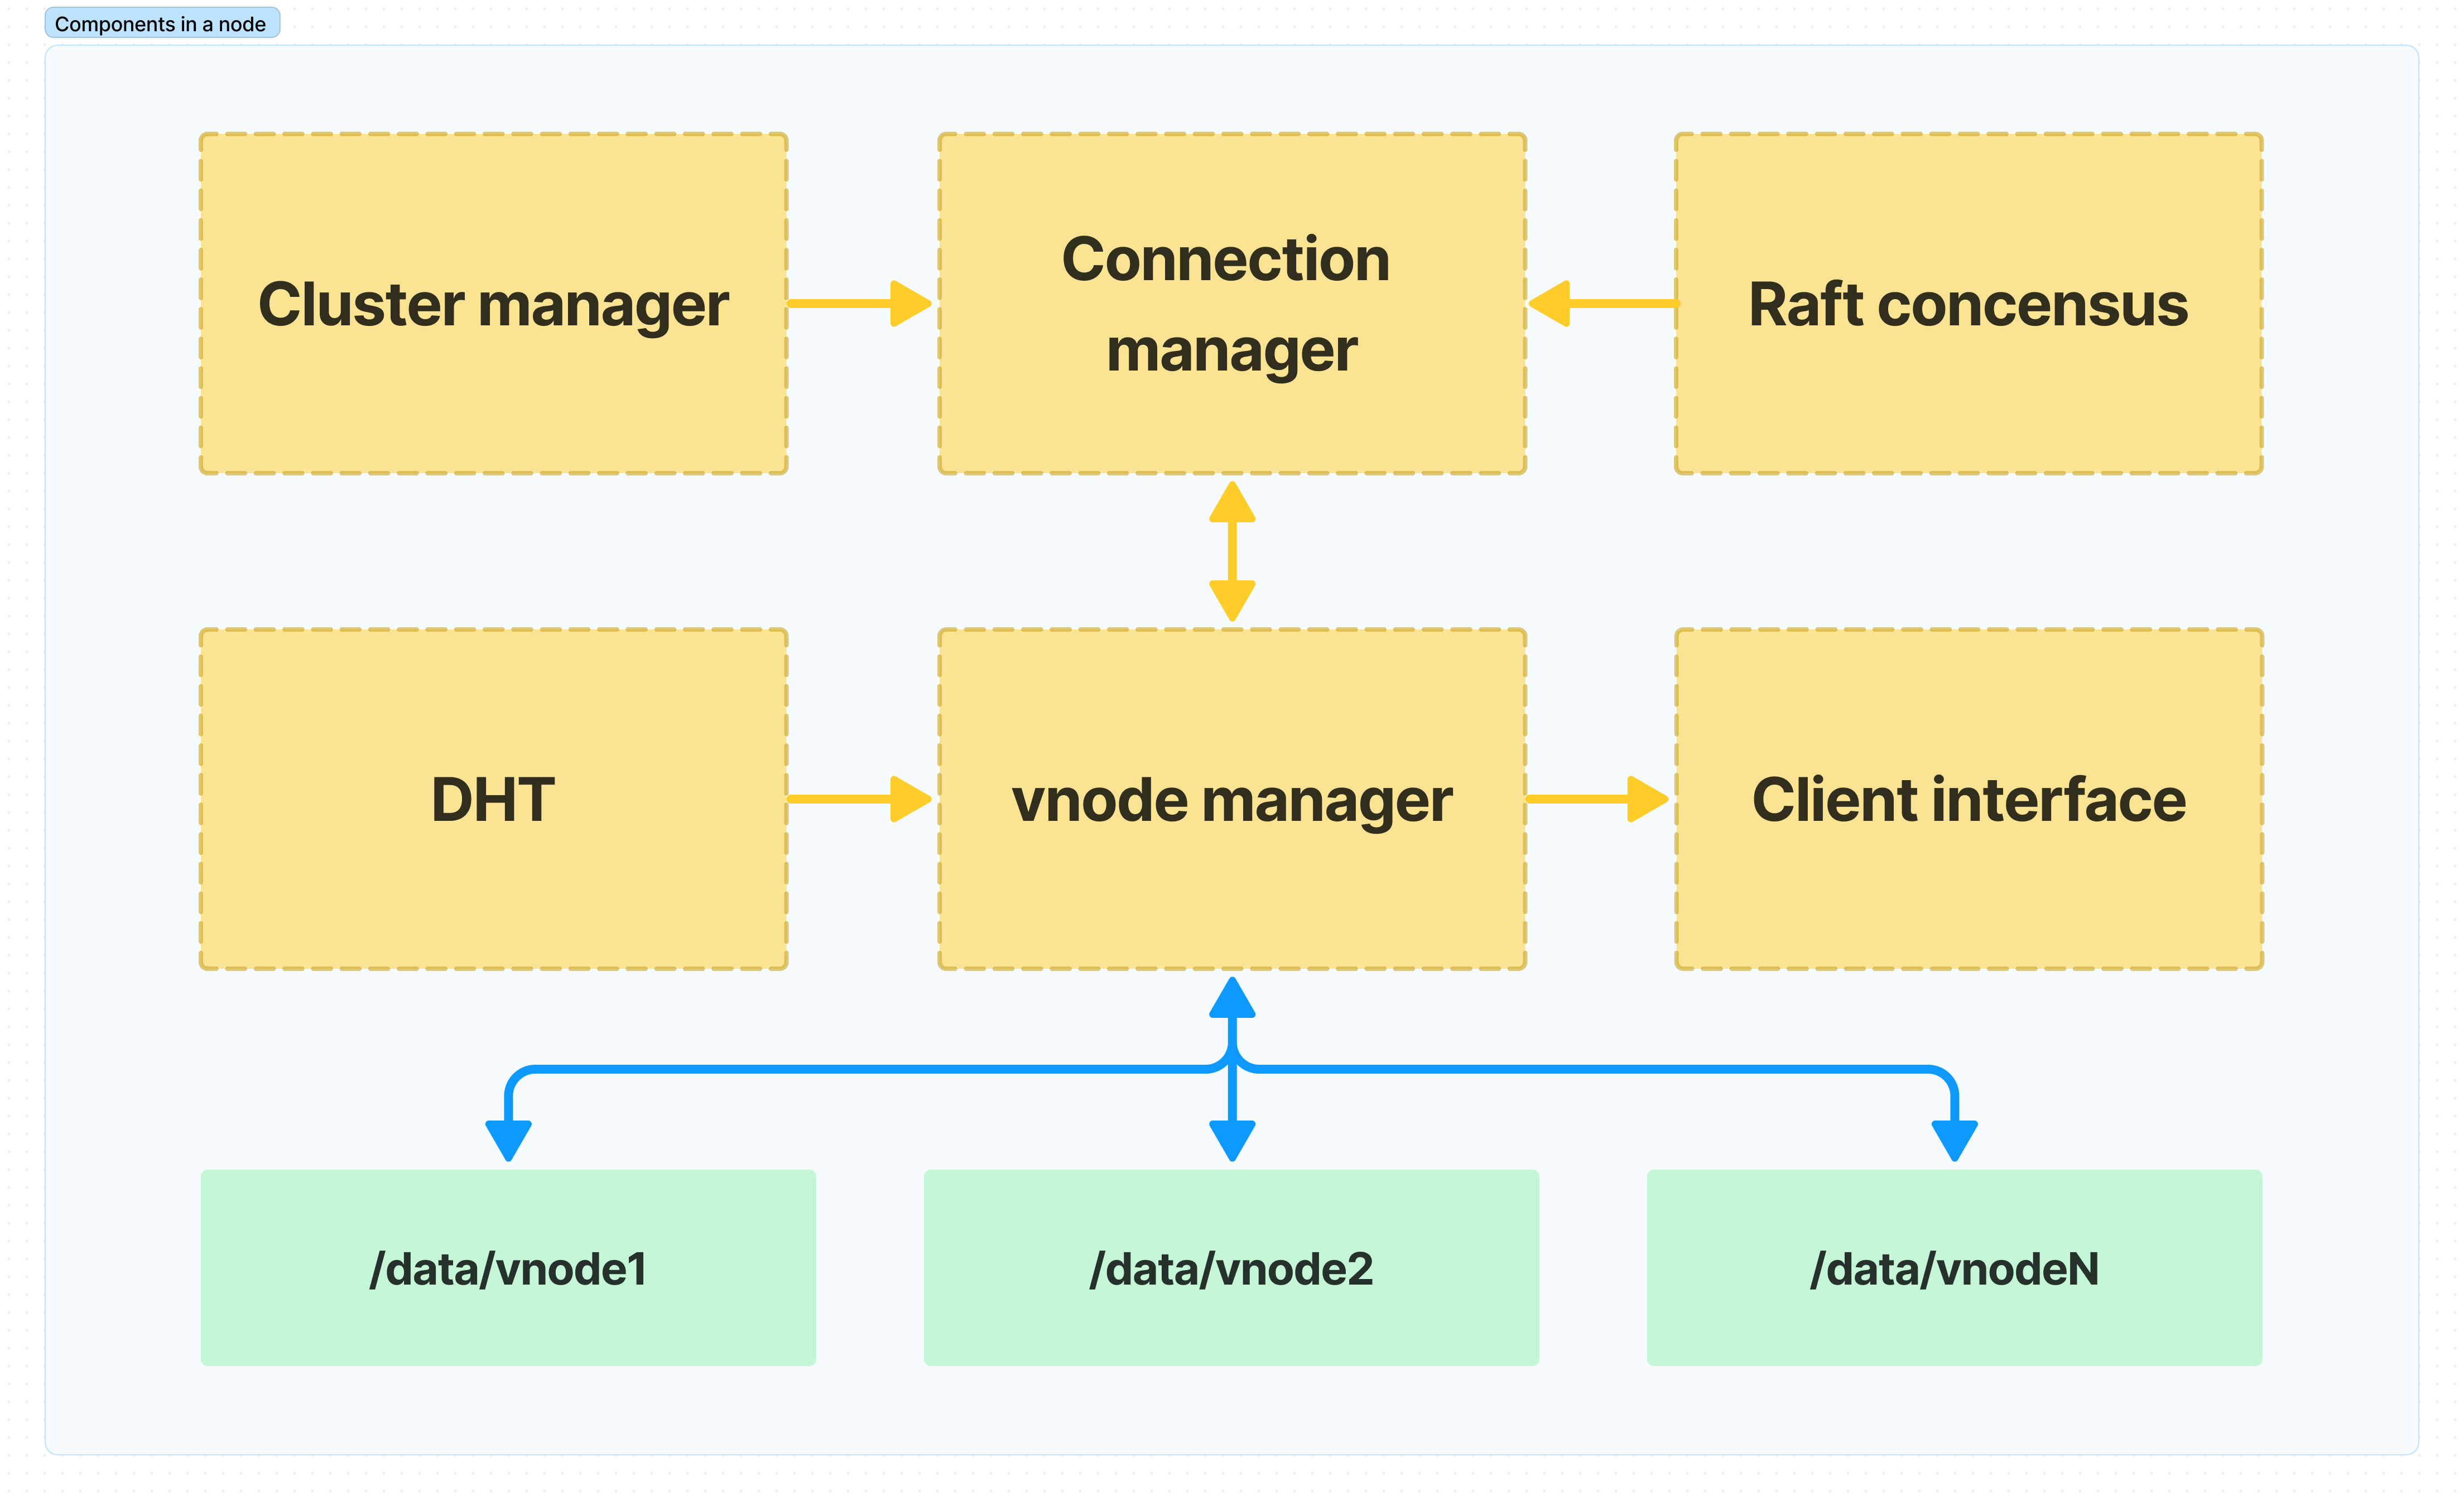 Components in a node
Cluster manager
Connection
manager
Raft concensus
DHT
vnode manager
Client interface
/data/vnode1
/data/vnode2
/data/vnodeN